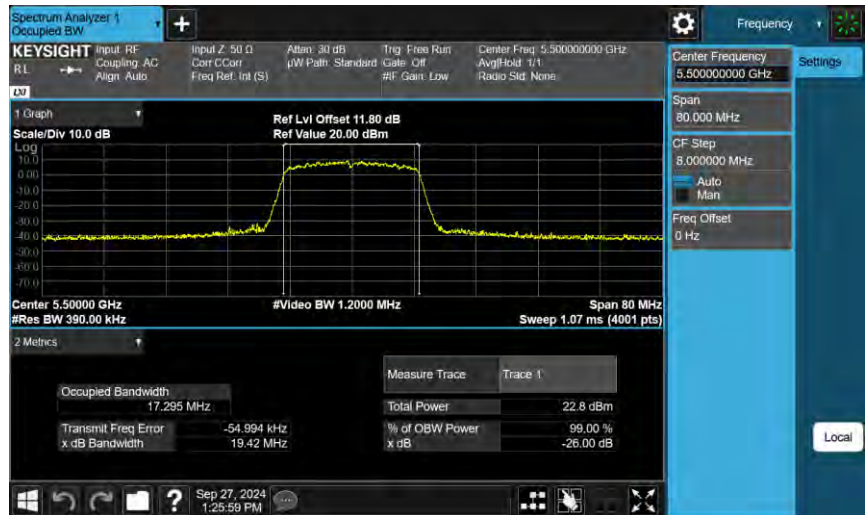 Spectrum Analyzer 1
Occupied BW
Frequency
KEYSIGHT
RL
LXI
Input: RF
Coupling: AC
Align: Auto
Input Z: 50 Ω
Corr CCorr
Freq Ref: Int (S)
Atten: 30 dB
µW Path: Standard
Trig: Free Run
Gate: Off
#IF Gain: Low
Center Freq: 5.500000000 GHz
Avg|Hold: 1/1
Radio Std: None
Center Frequency
5.500000000 GHz
Settings
Span
80.000 MHz
CF Step
8.000000 MHz
Auto
Man
Freq Offset
0 Hz
Local
1 Graph
Scale/Div 10.0 dB
Ref Lvl Offset 11.80 dB
Ref Value 20.00 dBm
Log
10.0
0.00
-10.0
-20.0
-30.0
-40.0
-50.0
-60.0
-70.0
Center 5.50000 GHz
#Res BW 390.00 kHz
#Video BW 1.2000 MHz
Span 80 MHz
Sweep 1.07 ms (4001 pts)
2 Metrics
Measure Trace
Trace 1
Occupied Bandwidth
17.295 MHz
Total Power
22.8 dBm
Transmit Freq Error
-54.994 kHz
% of OBW Power
99.00 %
x dB Bandwidth
19.42 MHz
x dB
-26.00 dB
?
Sep 27, 2024
1:25:59 PM